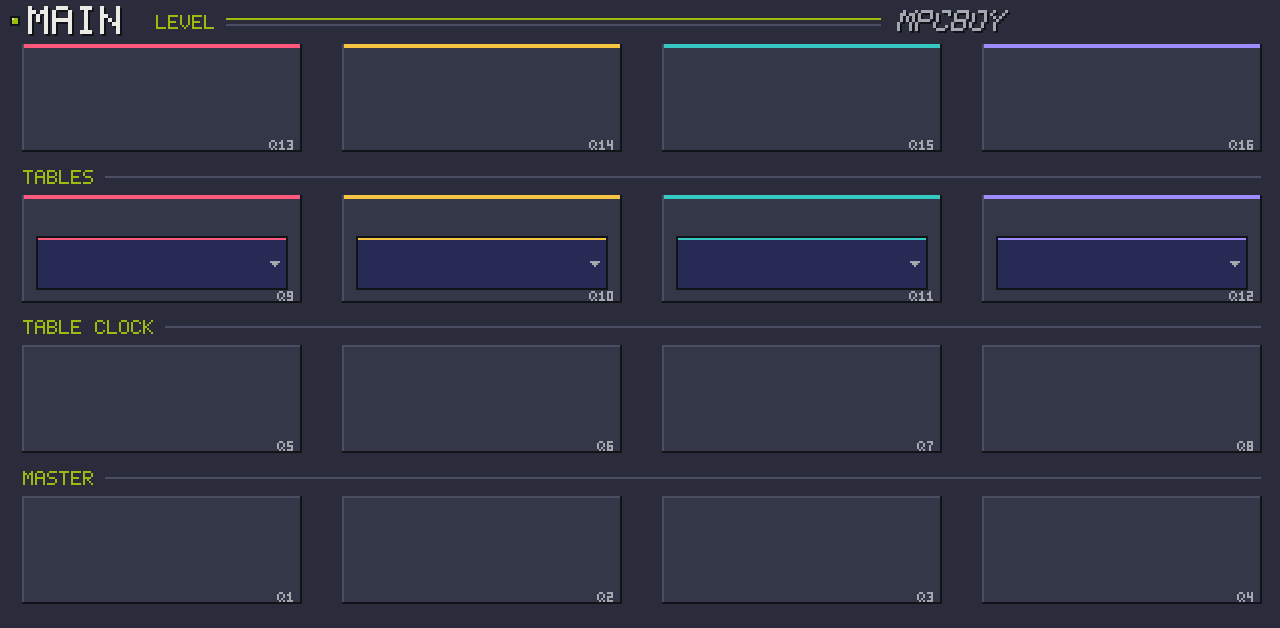 MAIN LEVEL MPCBOY
Q13 Q14 Q15 Q16
TABLES
Q9 Q10 Q11 Q12
TABLE CLOCK
Q5 Q6 Q7 Q8
MASTER
Q1 Q2 Q3 Q4